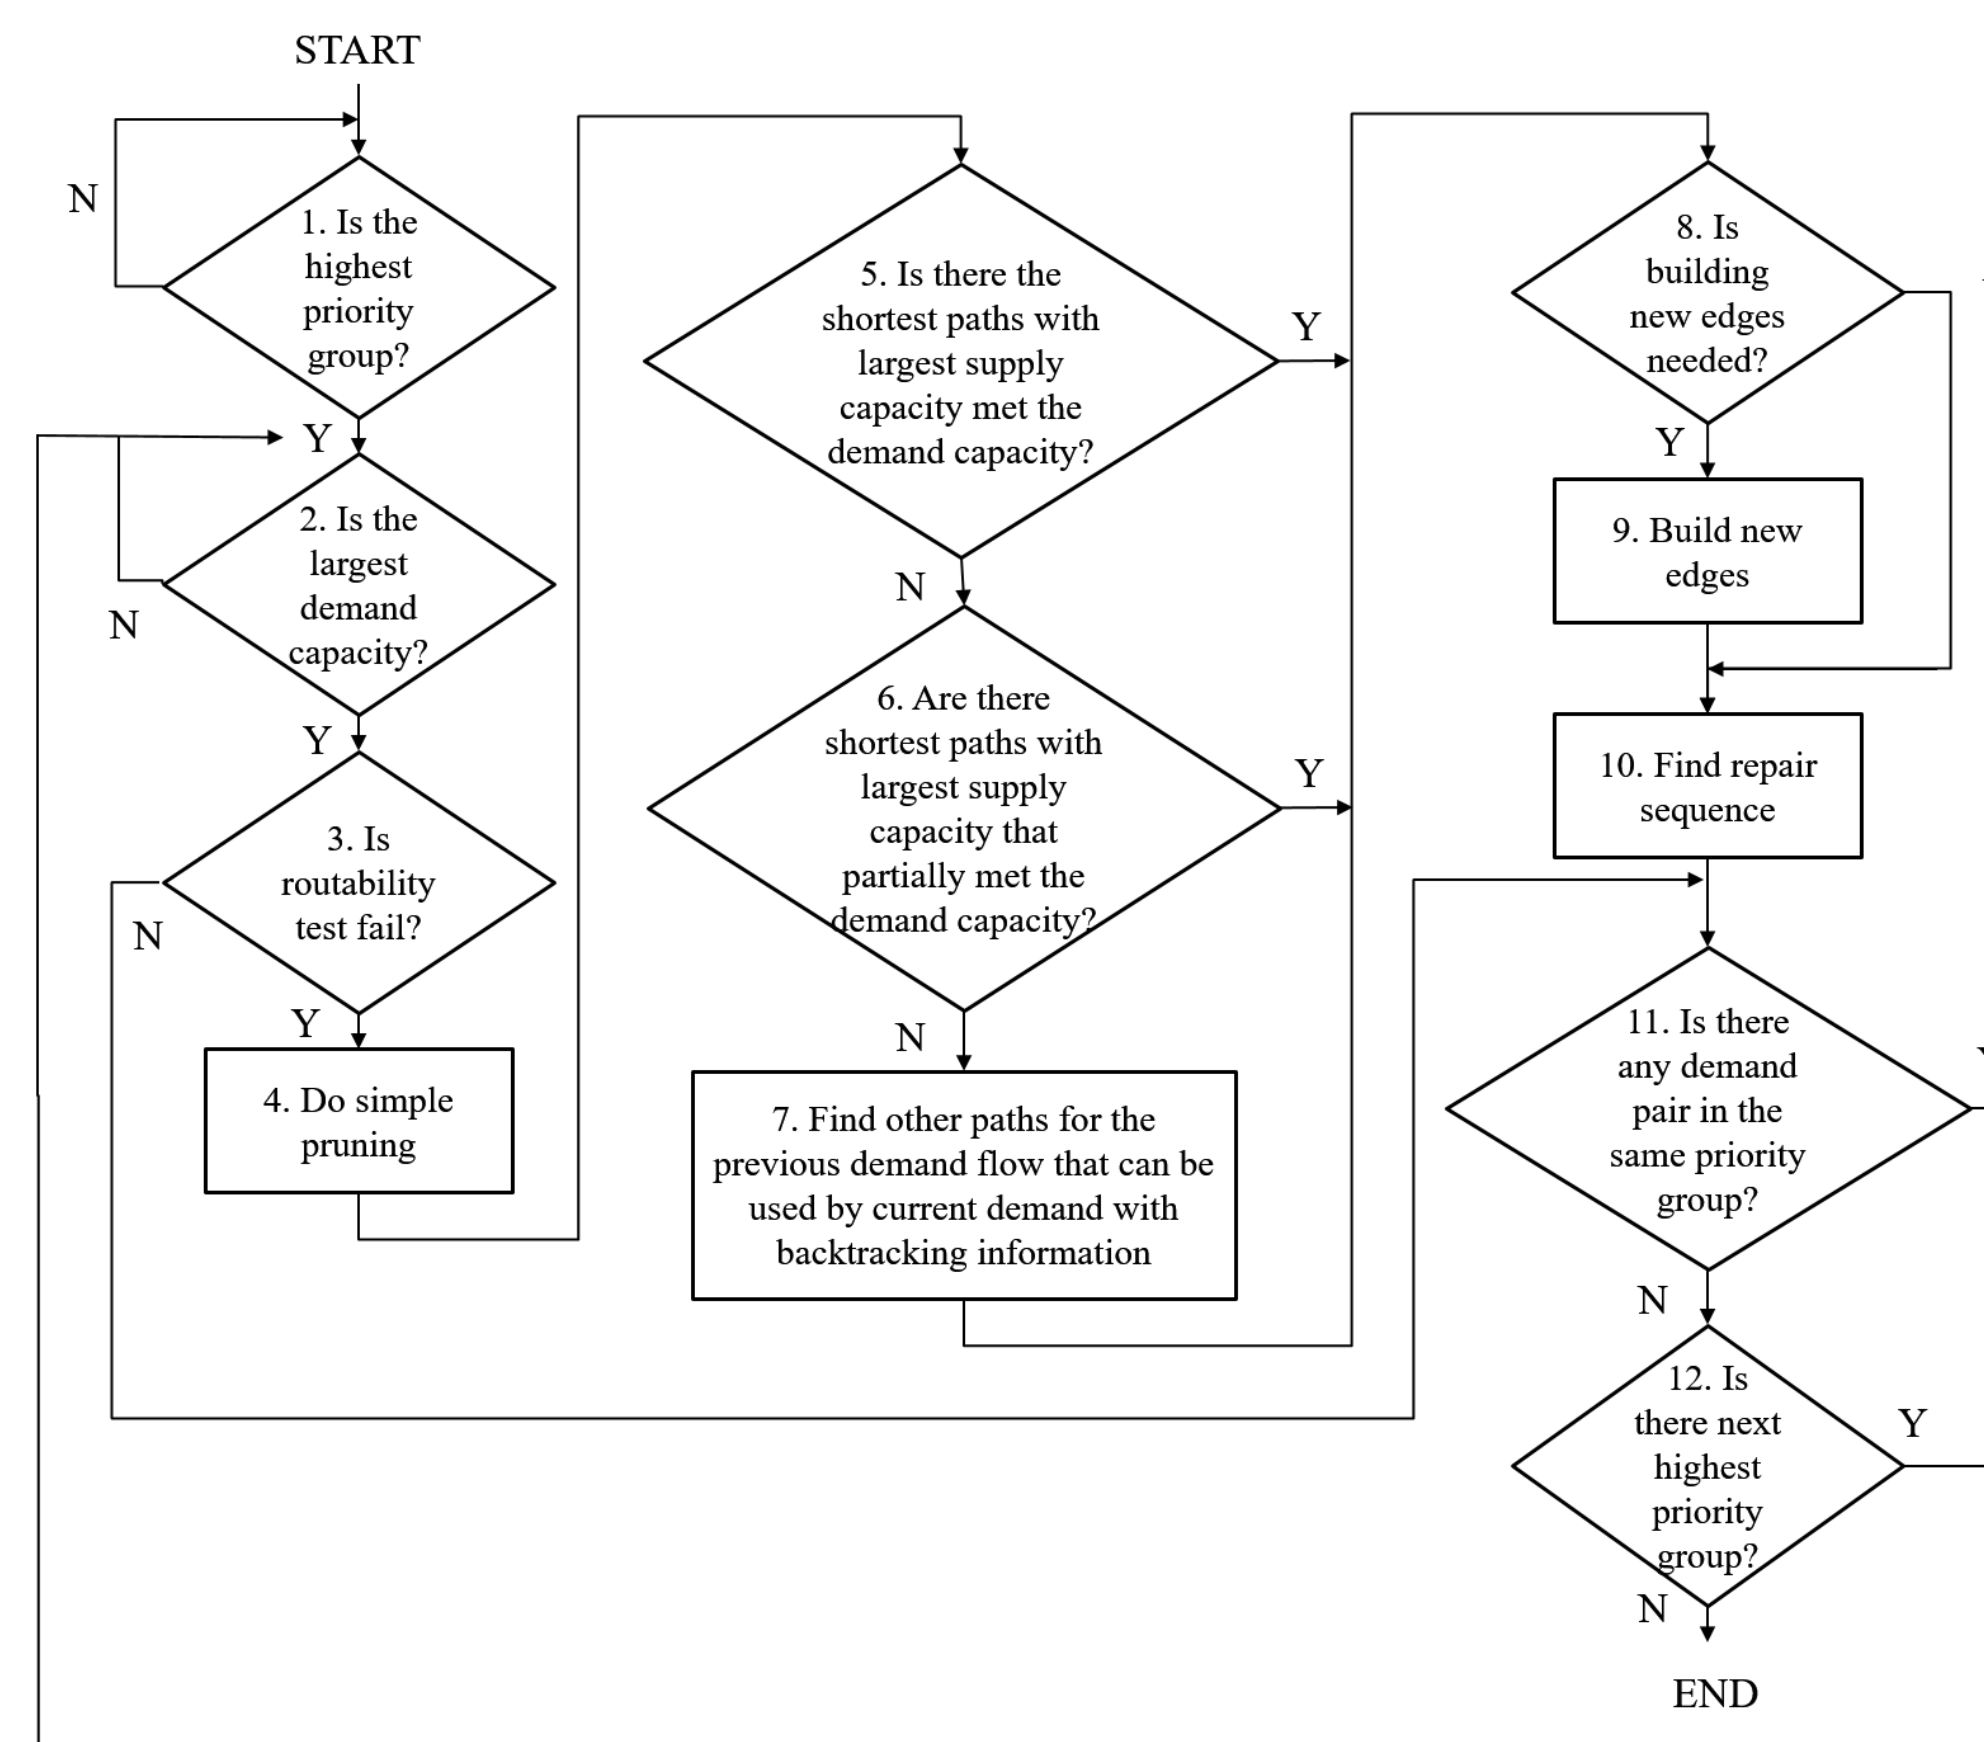 START
N
1. Is the
highest
priority
group?
Y
2. Is the
largest
demand
capacity?
N
Y
3. Is
routability
test fail?
N
Y
4. Do simple
pruning
5. Is there the
shortest paths with
largest supply
capacity met the
demand capacity?
Y
N
6. Are there
shortest paths with
largest supply
capacity that
partially met the
demand capacity?
Y
N
7. Find other paths for the
previous demand flow that can be
used by current demand with
backtracking information
8. Is
building
new edges
needed?
Y
9. Build new
edges
10. Find repair
sequence
11. Is there
any demand
pair in the
same priority
group?
N
12. Is
there next
highest
priority
group?
Y
N
END